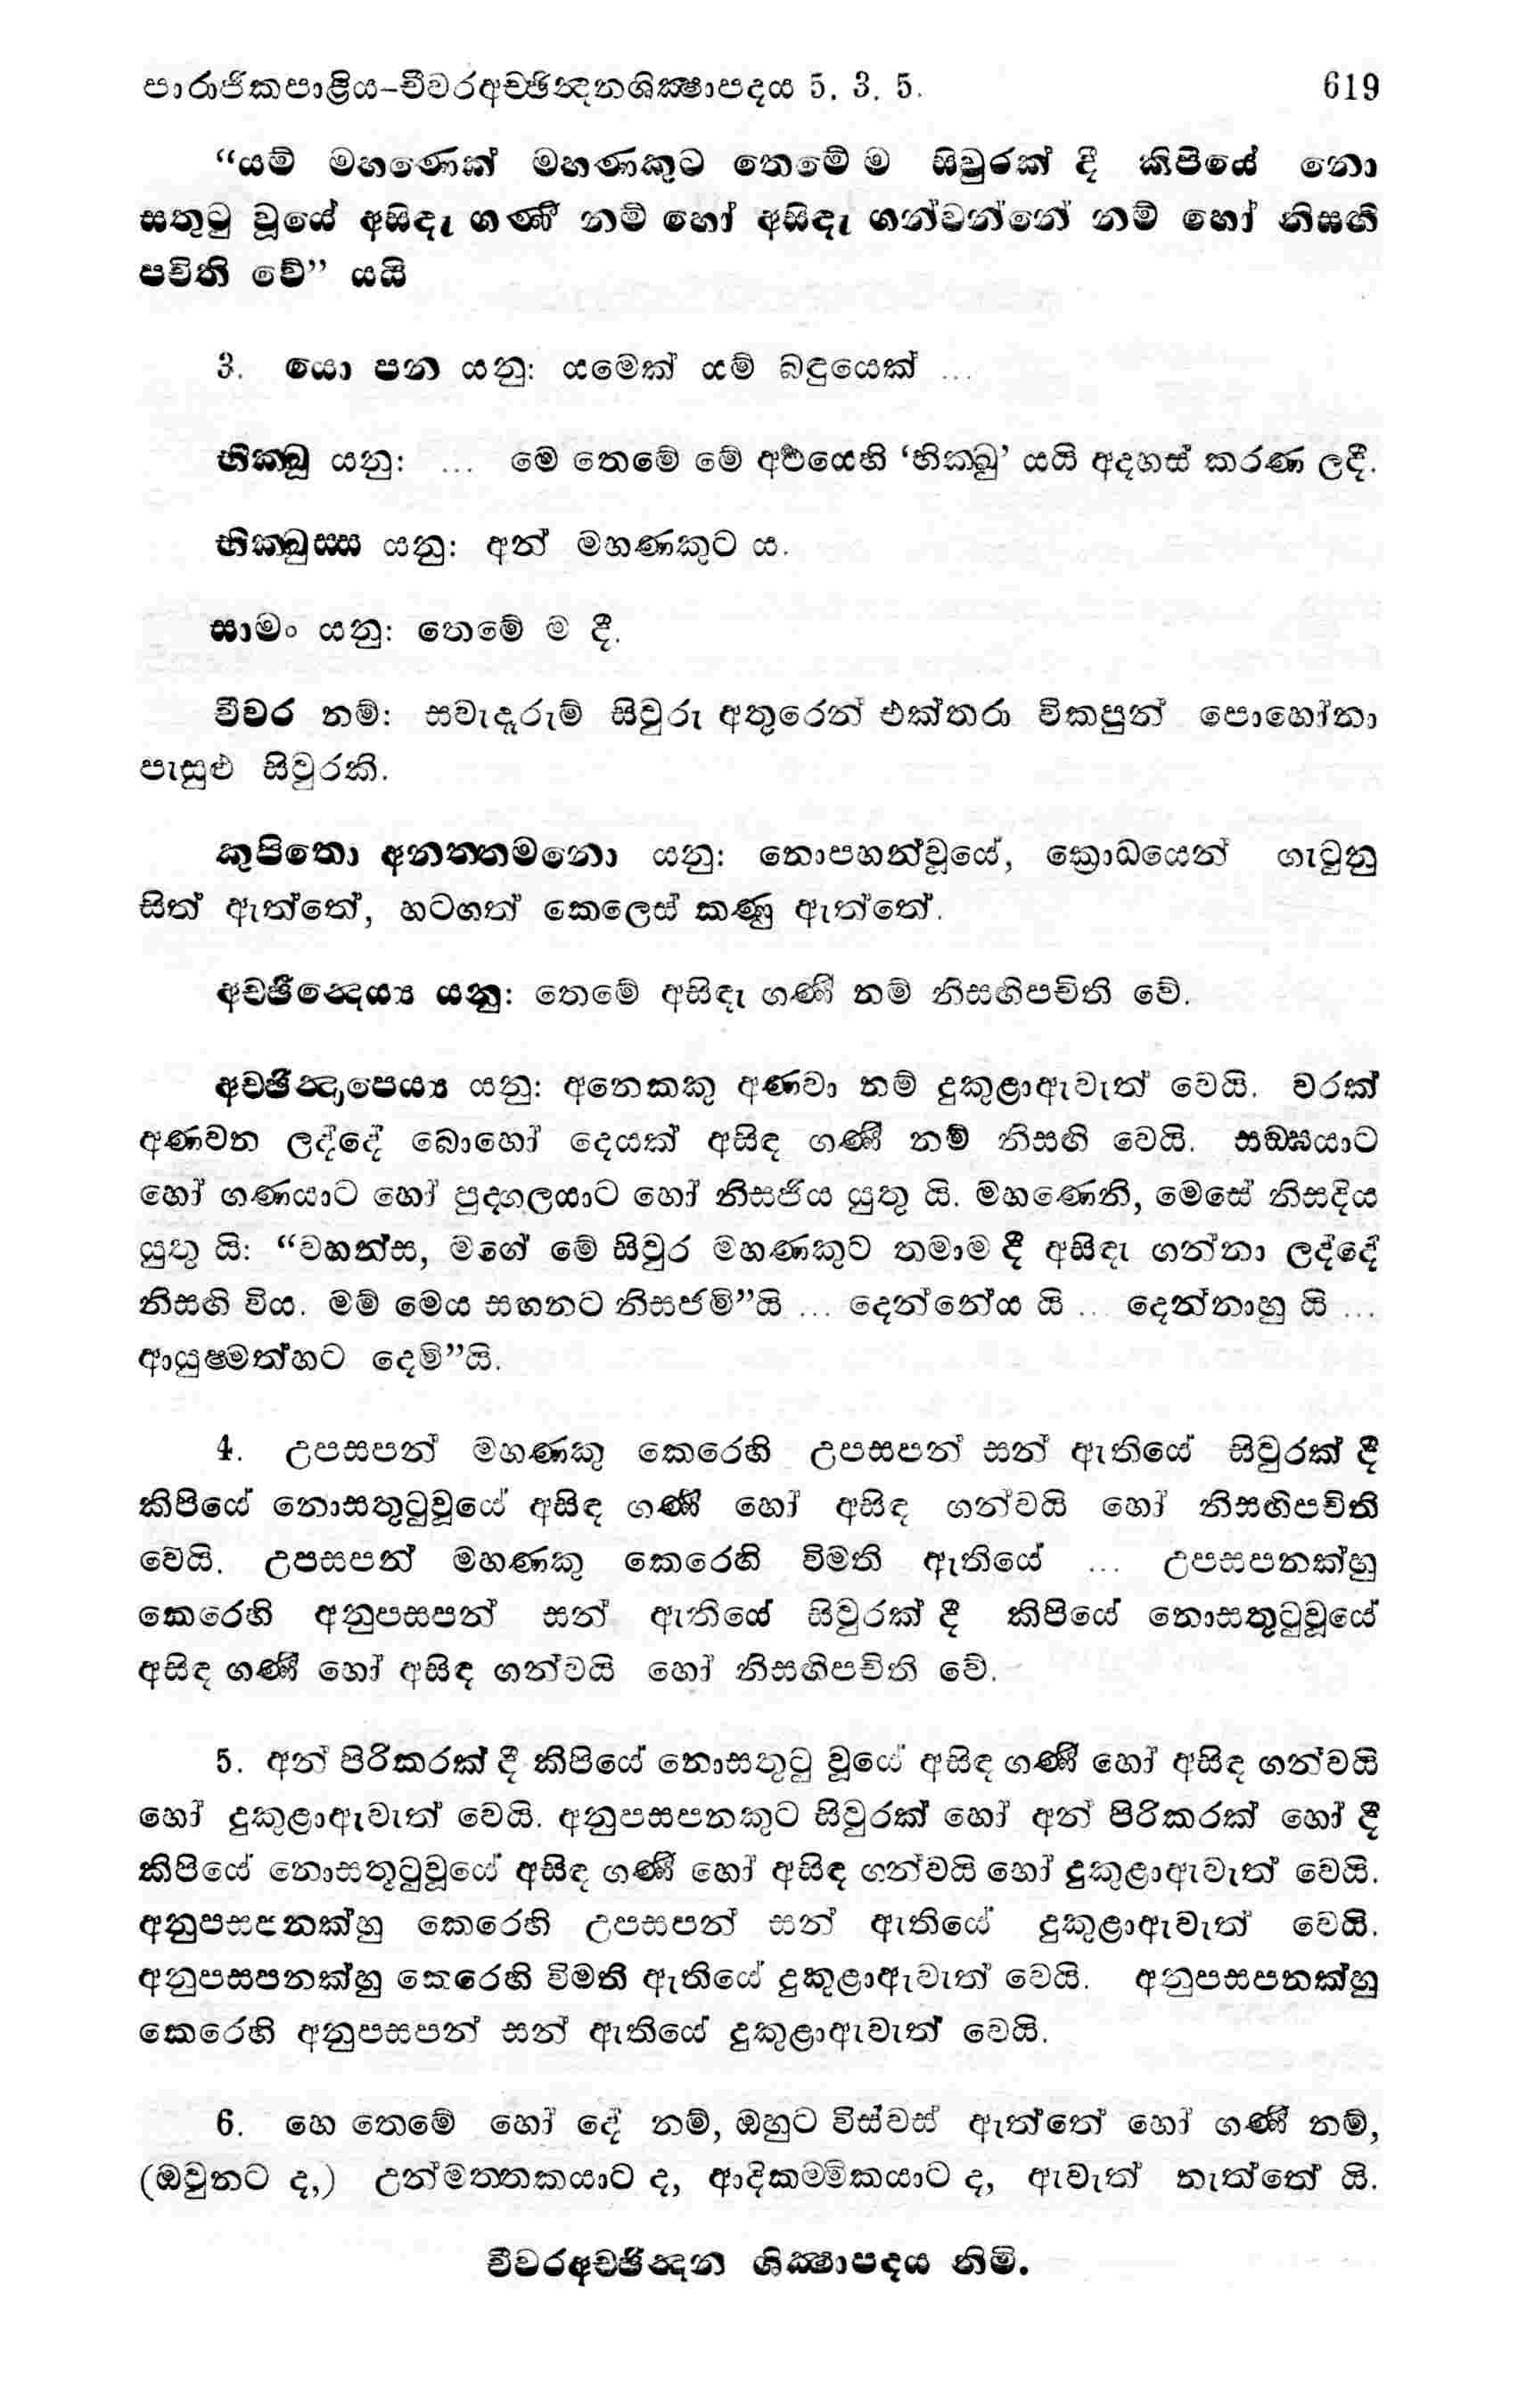 පාරාජිකපාළිය–චීවරඅච්ඡින්‍දනශික්‍ෂාපදය 5. 3. 5. 619
“යම් මහණෙක් මහණකුට තෙමේ ම සිවුරක් දී කිපියේ නො
සතුටු වූයේ අසිඳැ ගණී නම් හෝ අසිඳැ ගන්වන්නේ නම් හෝ නිසඟි
පචිති වේ” යයි
3. යො පන යනු: යමෙක් යම් බඳුයෙක් ...
භික්‍ඛු යනු: ... මෙ තෙමේ මේ අර්‍ථයෙහි ‘භික්‍ඛු’ යයි අදහස් කරණ ලදී.
භික්‍ඛුස්‍ස යනු: අන් මහණකුට ය.
සාමං යනු: තෙමේ ම දී.
චීවර නම්: සවැදෑරුම් සිවුරු අතුරෙන් එක්තරා විකපුන් පොහෝනා
පැසුළු සිවුරකි.
කුපිතො අනත්‍තමනො යනු: නොපහන්වූයේ, ක්‍රොධයෙන් ගැටුනු
සිත් ඇත්තේ, හටගත් කෙලෙස් කණු ඇත්තේ.
අච්ඡින්‍දෙය්‍ය යනු: තෙමේ අසිඳැ ගණී නම් නිසඟිපචිති වේ.
අච්ඡින්‍දාපෙය්‍ය යනු: අනෙකකු අණවා නම් දුකුළාඇවැත් වෙයි. වරක්
අණවන ලද්දේ බොහෝ දෙයක් අසිඳ ගණී නම් නිසඟි වෙයි. සඞ්ඝයාට
හෝ ගණයාට හෝ පුද්‍ගලයාට හෝ නිසජිය යුතු යි. මහණෙනි, මෙසේ නිසදිය
යුතු යි: “වහන්ස, මගේ මේ සිවුර මහණකුට තමාම දී අසිඳැ ගන්නා ලද්දේ
නිසඟි විය. මම් මෙය සඟනට නිසජමි”යි ... දෙන්නේය යි ... දෙන්නාහු යි ...
ආයුෂ්මත්හට දෙමි”යි.
4. උපසපන් මහණකු කෙරෙහි උපසපන් සන් ඇතියේ සිවුරක් දී
කිපියේ නොසතුටුවූයේ අසිඳ ගණී හෝ අසිඳ ගන්වයි හෝ නිසඟිපචිති
වෙයි. උපසපන් මහණකු කෙරෙහි විමති ඇතියේ ... උපසපනක්හු
කෙරෙහි අනුපසපන් සන් ඇතියේ සිවුරක් දී කිපියේ නොසතුටුවූයේ
අසිඳ ගණී හෝ අසිඳ ගන්වයි හෝ නිසඟිපචිති වේ.
5. අන් පිරිකරක් දී කිපියේ නොසතුටු වූයේ අසිඳ ගණී හෝ අසිඳ ගන්වයි
හෝ දුකුළාඇවැත් වෙයි. අනුපසපනකුට සිවුරක් හෝ අන් පිරිකරක් හෝ දී
කිපියේ නොසතුටුවූයේ අසිඳ ගණී හෝ අසිඳ ගන්වයි හෝ දුකුළාඇවැත් වෙයි.
අනුපසපනක්හු කෙරෙහි උපසපන් සන් ඇතියේ දුකුළාඇවැත් වෙයි.
අනුපසපනක්හු කෙරෙහි විමති ඇතියේ දුකුළාඇවැත් වෙයි. අනුපසපනක්හු
කෙරෙහි අනුපසපන් සන් ඇතියේ දුකුළාඇවැත් වෙයි.
6. හෙ තෙමේ හෝ දේ නම්, ඔහුට විස්වස් ඇත්තේ හෝ ගණී නම්,
(ඔවුනට ද,) උන්මත්‍තකයාට ද, ආදිකම්මිකයාට ද, ඇවැත් නැත්තේ යි.
චීවරඅච්ඡින්‍දන ශික්‍ෂාපදය නිමි.